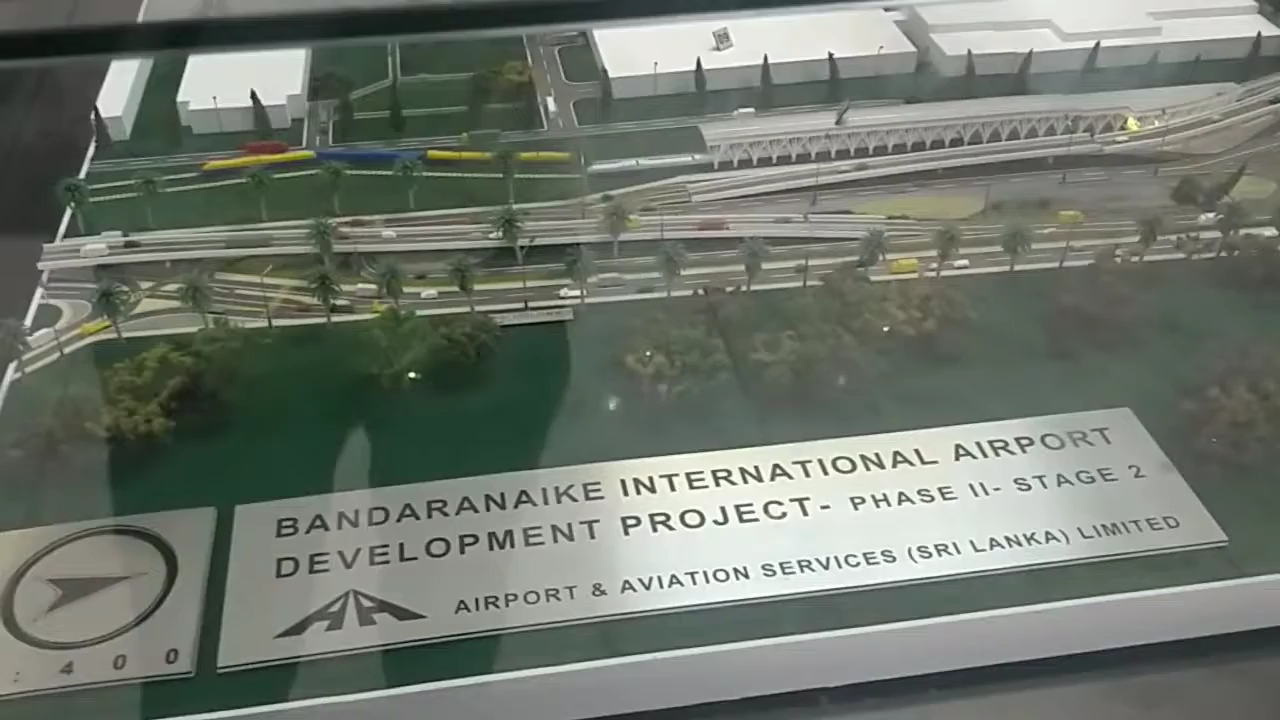 BANDARANAIKE INTERNATIONAL AIRPORT
DEVELOPMENT PROJECT- PHASE II- STAGE 2
AIRPORT & AVIATION SERVICES (SRI LANKA) LIMITED
: 400